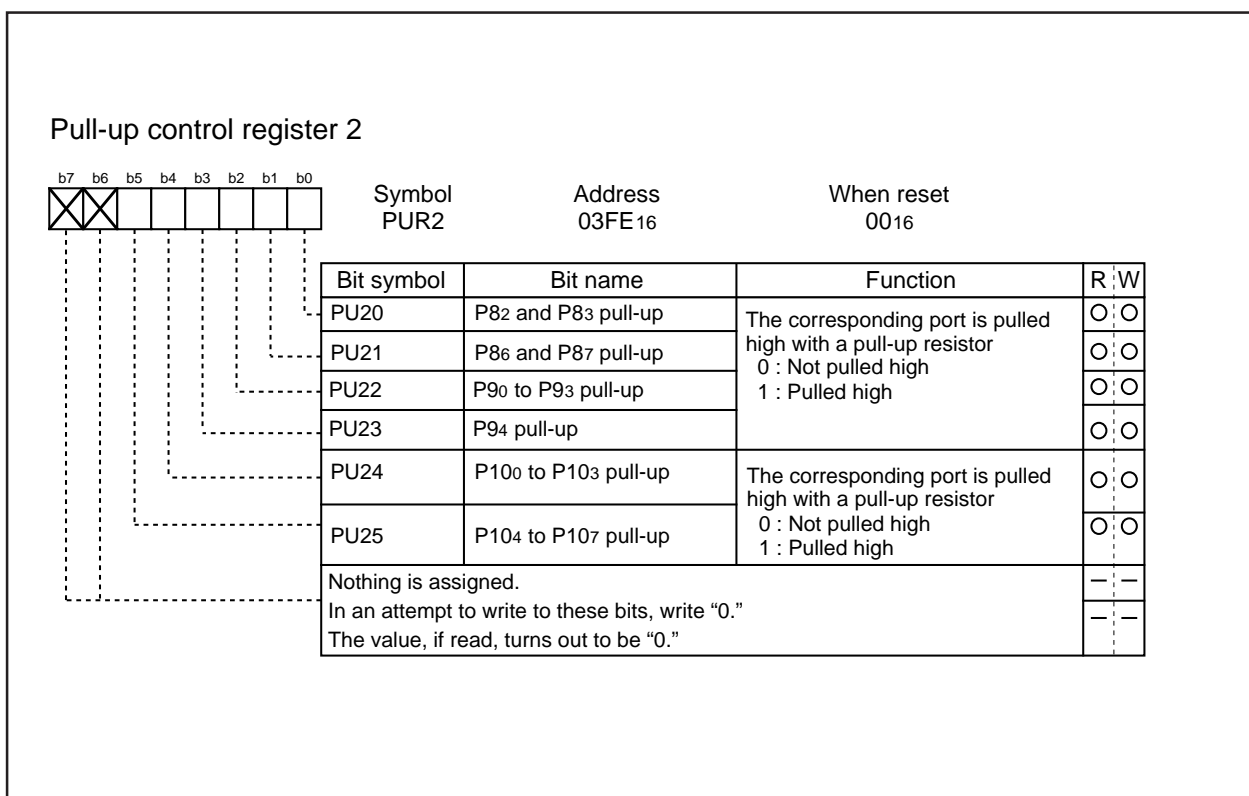 Pull-up control register 2
b7 b6 b5 b4 b3 b2 b1 b0
Symbol Address When reset
PUR2 03FE16 0016
Bit symbol Bit name Function R W
PU20 P82 and P83 pull-up The corresponding port is pulled
high with a pull-up resistor
PU21 P86 and P87 pull-up 0 : Not pulled high
PU22 P90 to P93 pull-up 1 : Pulled high
PU23 P94 pull-up
PU24 P100 to P103 pull-up The corresponding port is pulled
high with a pull-up resistor
0 : Not pulled high
PU25 P104 to P107 pull-up 1 : Pulled high
Nothing is assigned.
In an attempt to write to these bits, write “0.”
The value, if read, turns out to be “0.”